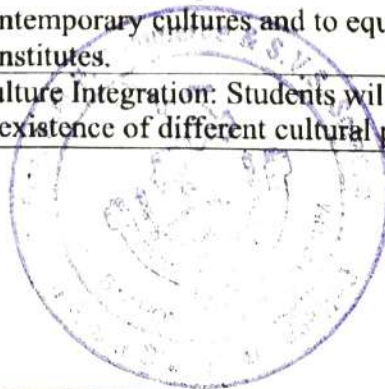 ntemporary cultures and to equ
nstitutes.
ulture Integration: Students wil
existence of different cultural p